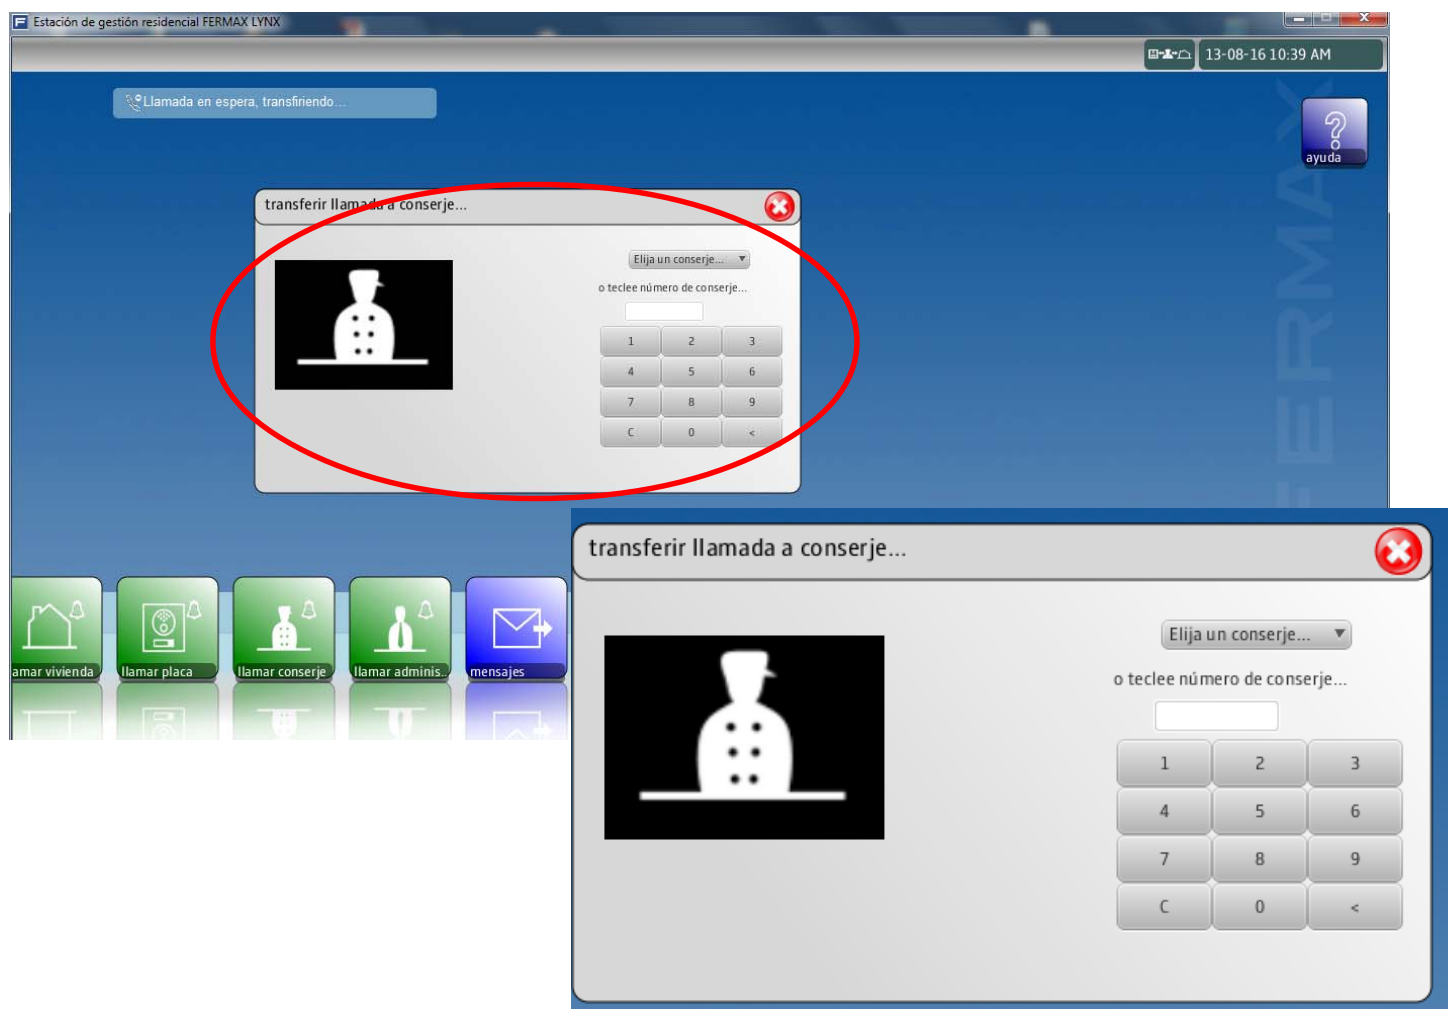 Estación de gestión residencial FERMAX LYNX
13-08-16 10:39 AM
Llamada en espera, transfiriendo...
ayuda
FERMAX
transferir llamada a conserje...
Elija un conserje...
o teclee número de conserje...
1 2 3
4 5 6
7 8 9
C 0 <
amar vivienda
llamar placa
llamar conserje
llamar adminis..
mensajes
transferir llamada a conserje...
Elija un conserje...
o teclee número de conserje...
1 2 3
4 5 6
7 8 9
C 0 <